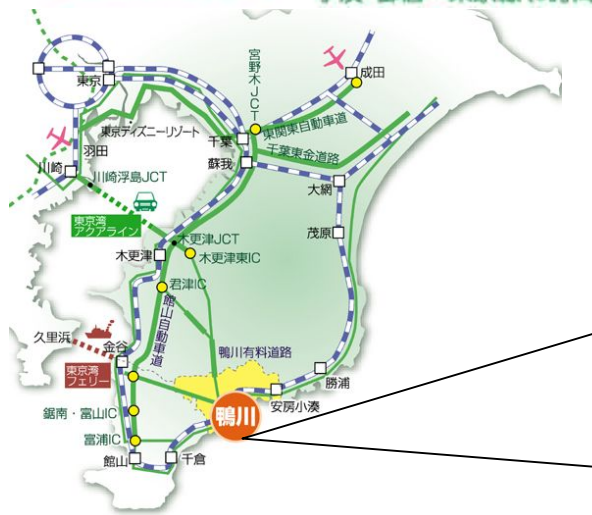 宮野木JCT
成田
東京
東関東自動車道
東京ディズニーリゾート
千葉
千葉東金道路
羽田
蘇我
川崎
川崎浮島JCT
大網
東京湾
アクアライン
木更津JCT
茂原
木更津
木更津東IC
君津IC
館山自動車道
久里浜
金谷
鴨川有料道路
東京湾
フェリー
勝浦
安房小湊
鴨川
鋸南・富山IC
富浦IC
館山
千倉